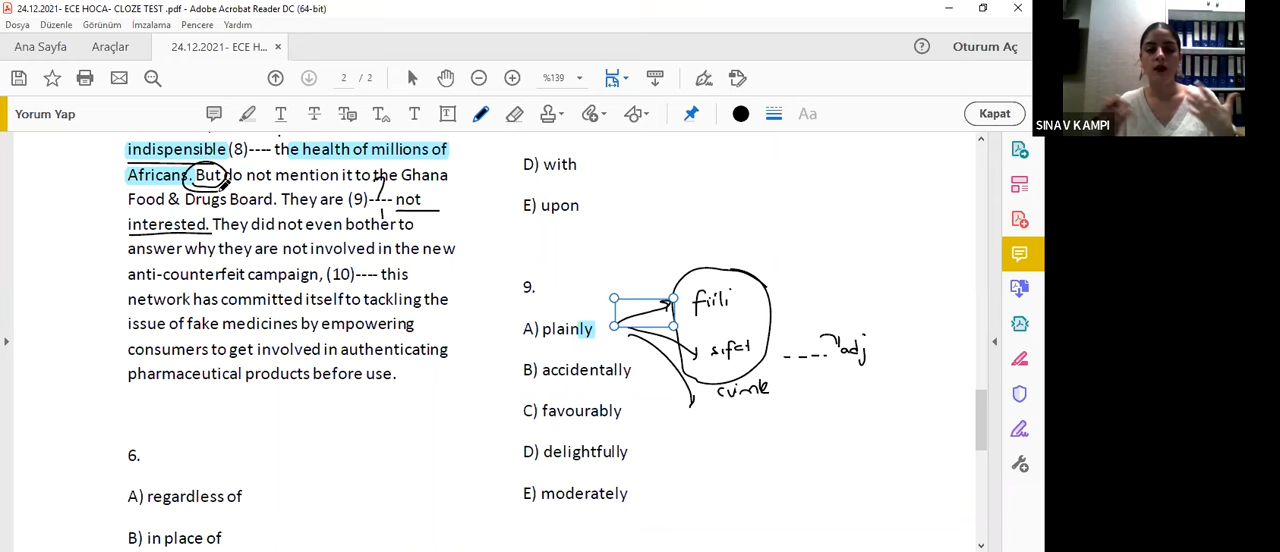 24.12.2021- ECE HOCA- CLOZE TEST .pdf - Adobe Acrobat Reader DC (64-bit)
Dosya Düzenle Görünüm İmzalama Pencere Yardım
Ana Sayfa Araçlar 24.12.2021- ECE H... × Oturum Aç
2 / 2 %139
Yorum Yap Aa Kapat
SINAV KAMPI
indispensible (8)---- the health of millions of
Africans. But do not mention it to the Ghana
Food & Drugs Board. They are (9)---- not
interested. They did not even bother to
answer why they are not involved in the new
anti-counterfeit campaign, (10)---- this
network has committed itself to tackling the
issue of fake medicines by empowering
consumers to get involved in authenticating
pharmaceutical products before use.
6.
A) regardless of
B) in place of
D) with
E) upon
9.
A) plainly
B) accidentally
C) favourably
D) delightfully
E) moderately
fiili
sıfat
---- adj
cümle